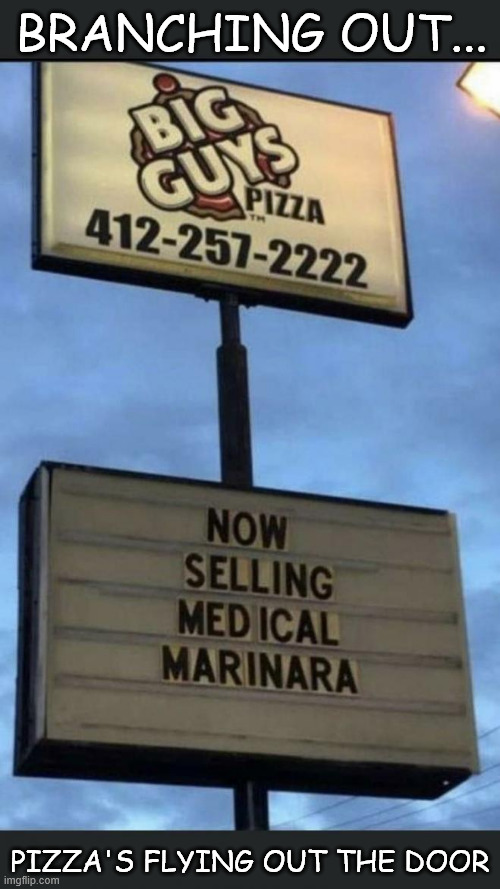 BRANCHING OUT...
BIG
GUYS
PIZZA
TM
412-257-2222
NOW
SELLING
MEDICAL
MARINARA
PIZZA'S FLYING OUT THE DOOR
imgflip.com